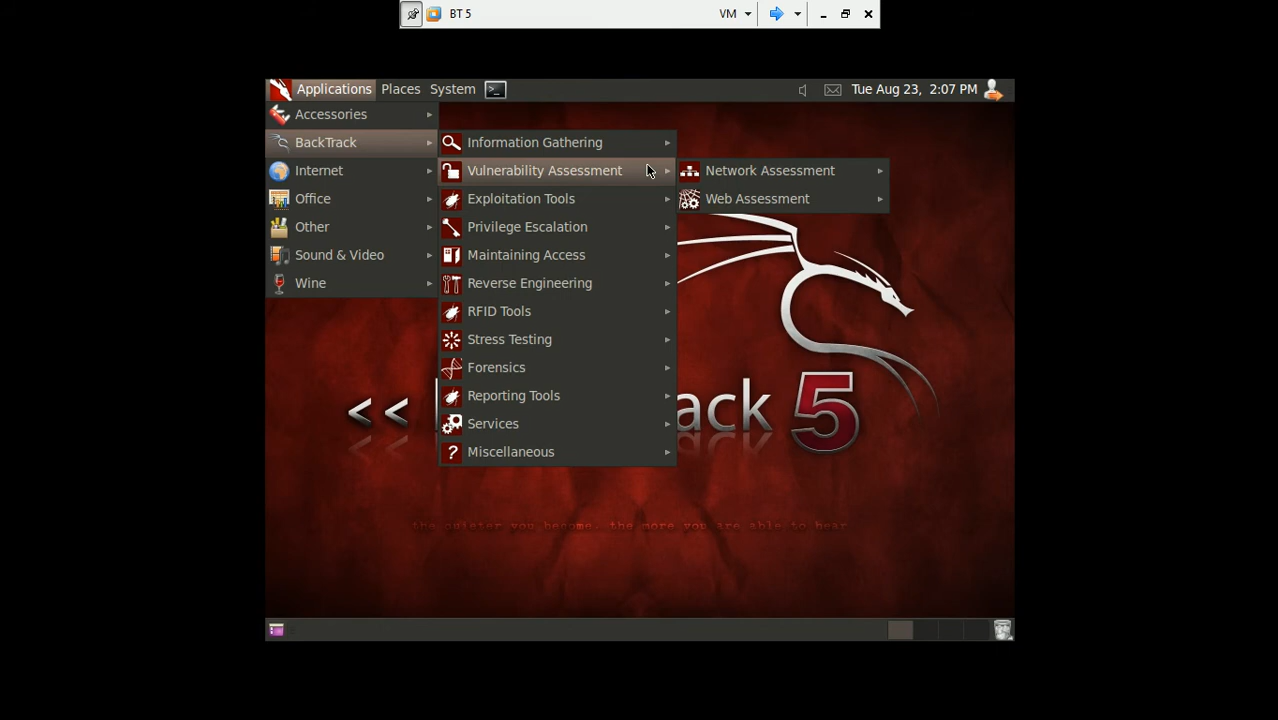 BT 5
VM
Applications Places System Tue Aug 23, 2:07 PM
Accessories
BackTrack
Internet
Office
Other
Sound & Video
Wine
Information Gathering
Vulnerability Assessment
Exploitation Tools
Privilege Escalation
Maintaining Access
Reverse Engineering
RFID Tools
Stress Testing
Forensics
Reporting Tools
Services
Miscellaneous
Network Assessment
Web Assessment
<< ack 5
the quieter you become, the more you are able to hear